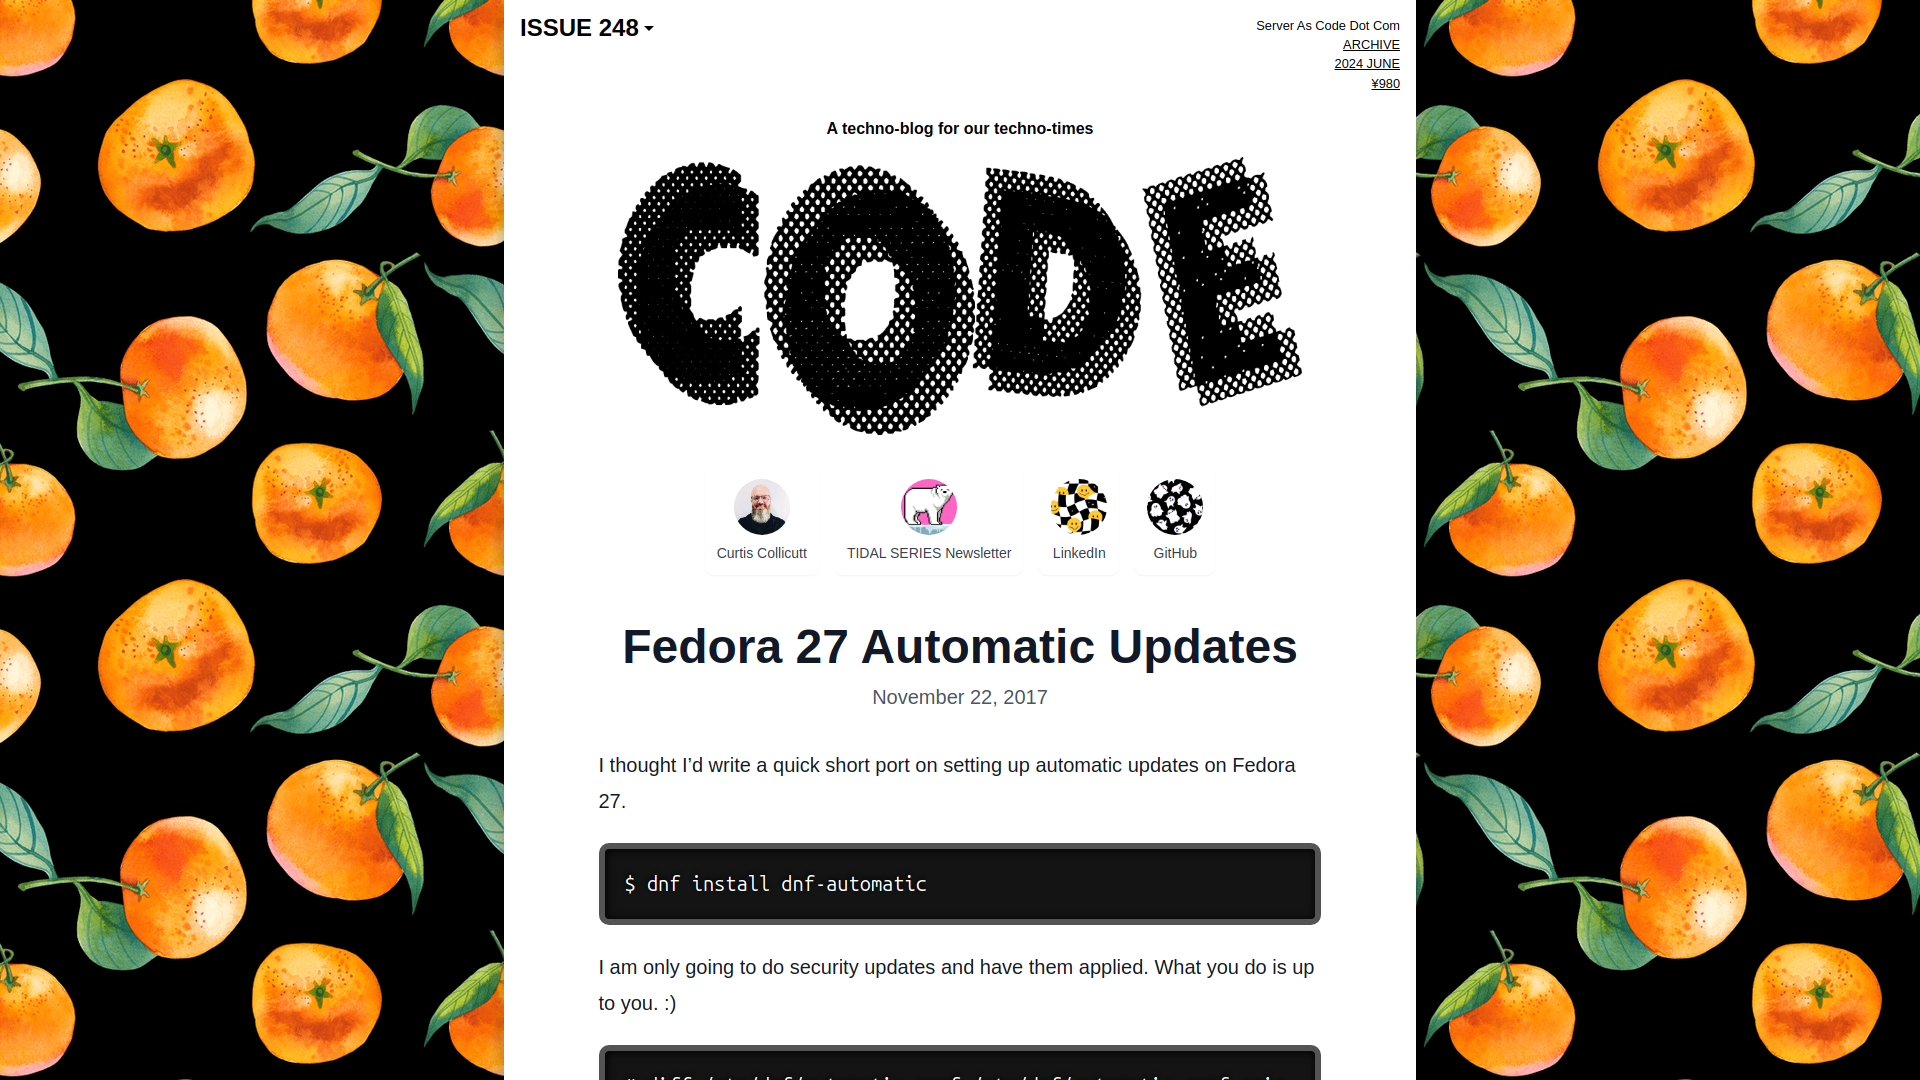 ISSUE 248
Server As Code Dot Com
ARCHIVE
2024 JUNE
¥980
A techno-blog for our techno-times
CODE
Curtis Collicutt
TIDAL SERIES Newsletter
LinkedIn
GitHub
Fedora 27 Automatic Updates
November 22, 2017
I thought I’d write a quick short port on setting up automatic updates on Fedora
27.
$ dnf install dnf-automatic
I am only going to do security updates and have them applied. What you do is up
to you. :)